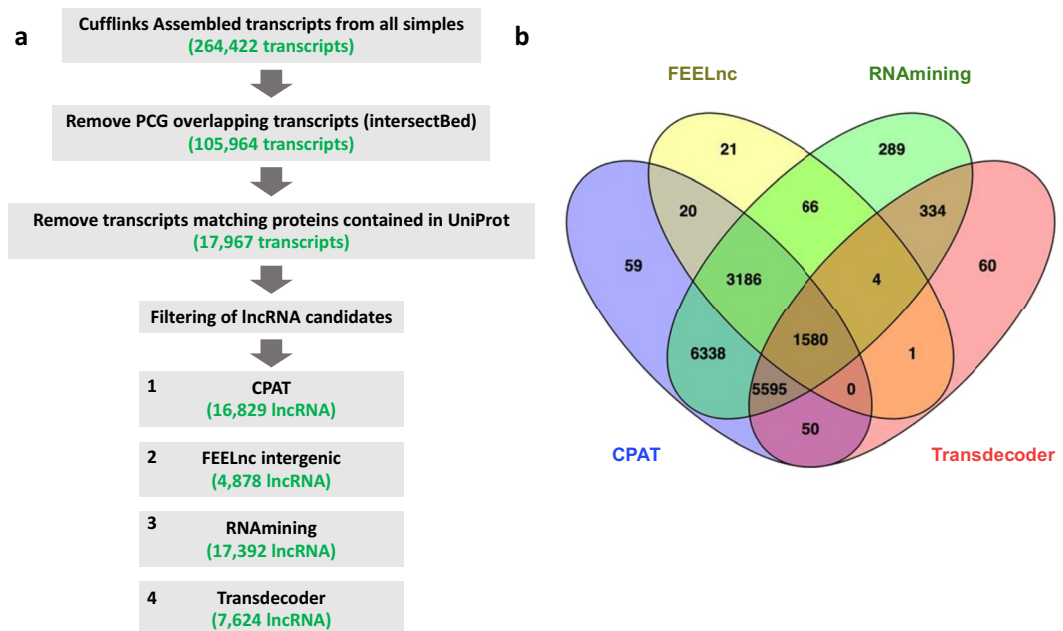 a
Cufflinks Assembled transcripts from all simples
(264,422 transcripts)
Remove PCG overlapping transcripts (intersectBed)
(105,964 transcripts)
Remove transcripts matching proteins contained in UniProt
(17,967 transcripts)
Filtering of lncRNA candidates
1 CPAT
(16,829 lncRNA)
2 FEELnc intergenic
(4,878 lncRNA)
3 RNAmining
(17,392 lncRNA)
4 Transdecoder
(7,624 lncRNA)
b
FEELnc RNAmining
21 289
20 66 334
59 3186 4 60
6338 1580 1
5595 0
50
CPAT Transdecoder